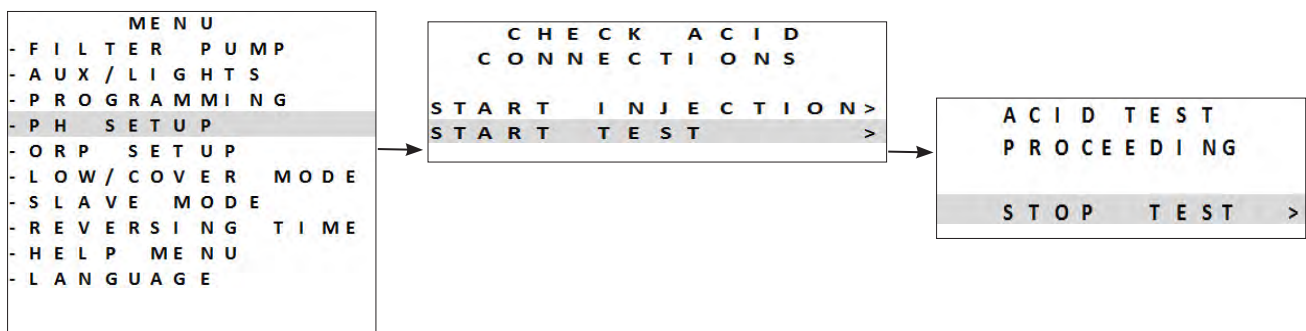 MENU
- FILTER PUMP
- AUX/LIGHTS
- PROGRAMMING
- PH SETUP
- ORP SETUP
- LOW/COVER MODE
- SLAVE MODE
- REVERSING TIME
- HELP MENU
- LANGUAGE
CHECK ACID
CONNECTIONS
START INJECTION>
START TEST >
ACID TEST
PROCEEDING
STOP TEST >